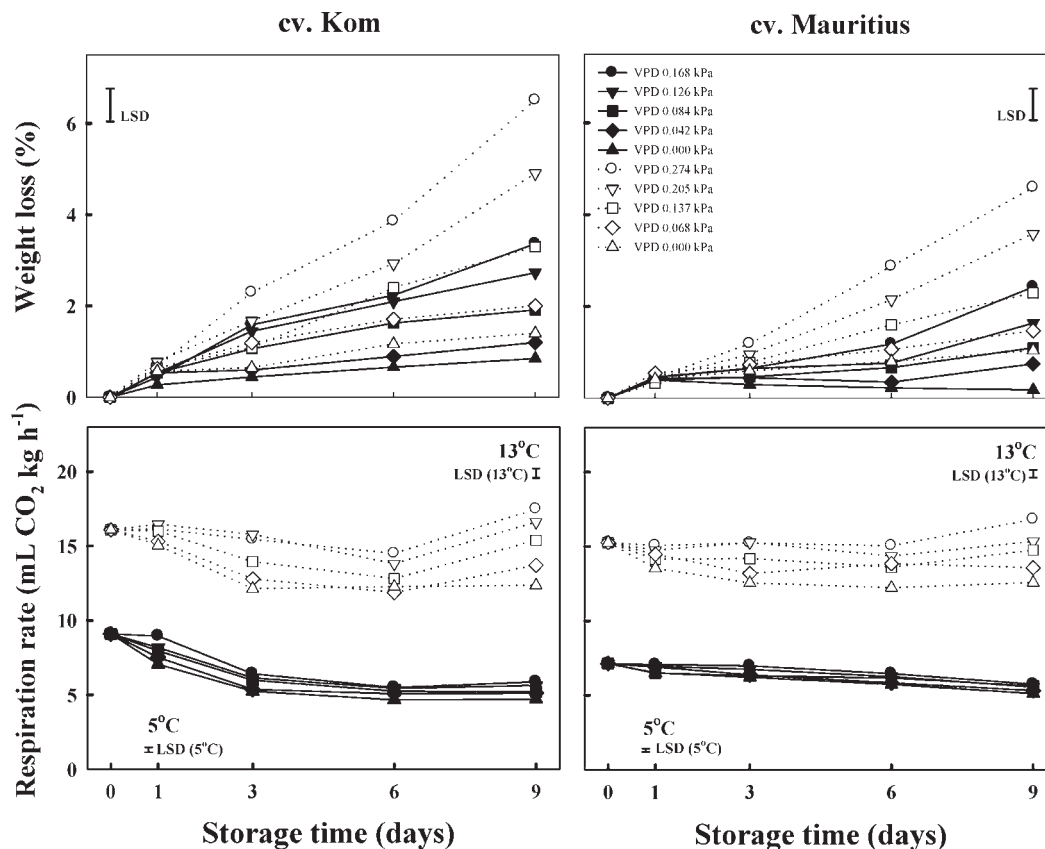 cv. Kom
cv. Mauritius
Weight loss (%)
6
4
2
0
LSD
VPD 0.168 kPa
VPD 0.126 kPa
VPD 0.084 kPa
VPD 0.042 kPa
VPD 0.000 kPa
VPD 0.274 kPa
VPD 0.205 kPa
VPD 0.137 kPa
VPD 0.068 kPa
VPD 0.000 kPa
LSD
Respiration rate (mL CO₂ kg h⁻¹)
20
15
10
5
0
13°C
LSD (13°C)
5°C
LSD (5°C)
13°C
LSD (13°C)
5°C
LSD (5°C)
0 1 3 6 9
0 1 3 6 9
Storage time (days)
Storage time (days)